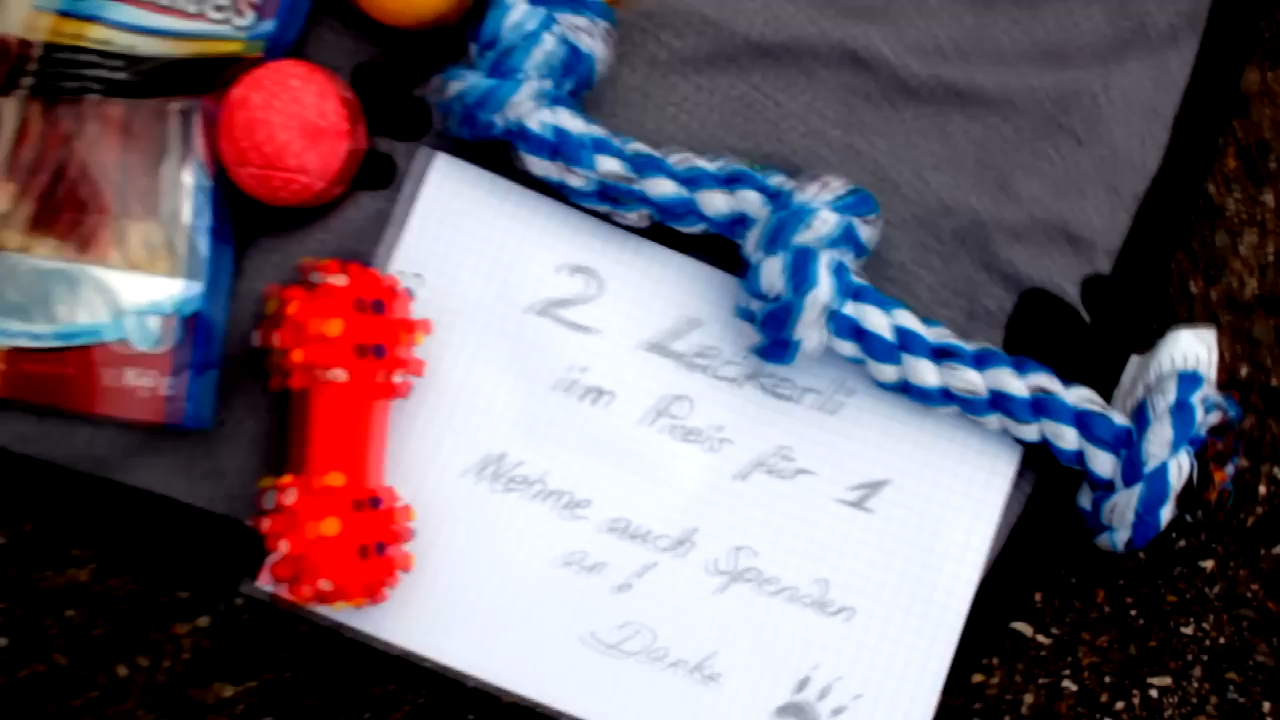 2 Leckerli
im Preis für 1
Nehme auch Spenden
an!
Danke